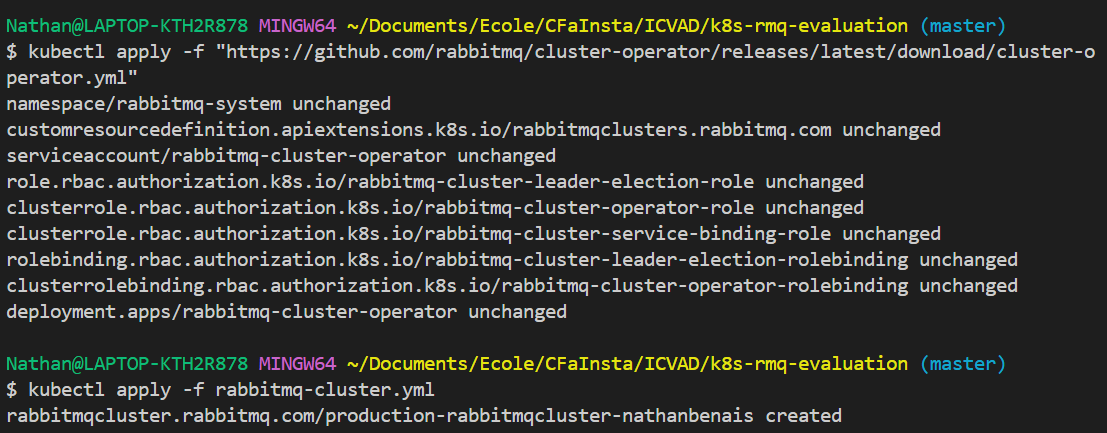 Nathan@LAPTOP-KTH2R878 MINGW64 ~/Documents/Ecole/CFaInsta/ICVAD/k8s-rmq-evaluation (master)
$ kubectl apply -f "https://github.com/rabbitmq/cluster-operator/releases/latest/download/cluster-o
perator.yml"
namespace/rabbitmq-system unchanged
customresourcedefinition.apiextensions.k8s.io/rabbitmqclusters.rabbitmq.com unchanged
serviceaccount/rabbitmq-cluster-operator unchanged
role.rbac.authorization.k8s.io/rabbitmq-cluster-leader-election-role unchanged
clusterrole.rbac.authorization.k8s.io/rabbitmq-cluster-operator-role unchanged
clusterrole.rbac.authorization.k8s.io/rabbitmq-cluster-service-binding-role unchanged
rolebinding.rbac.authorization.k8s.io/rabbitmq-cluster-leader-election-rolebinding unchanged
clusterrolebinding.rbac.authorization.k8s.io/rabbitmq-cluster-operator-rolebinding unchanged
deployment.apps/rabbitmq-cluster-operator unchanged
Nathan@LAPTOP-KTH2R878 MINGW64 ~/Documents/Ecole/CFaInsta/ICVAD/k8s-rmq-evaluation (master)
$ kubectl apply -f rabbitmq-cluster.yml
rabbitmqcluster.rabbitmq.com/production-rabbitmqcluster-nathanbenais created